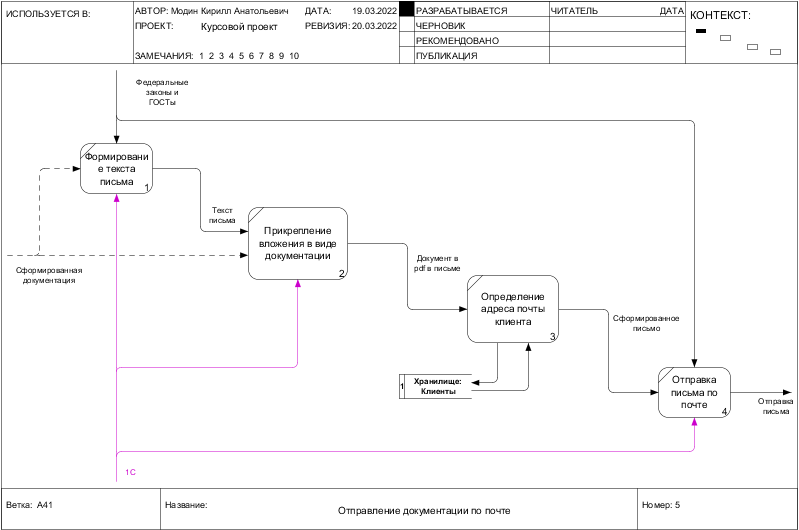 ИСПОЛЬЗУЕТСЯ В:
АВТОР: Модин Кирилл Анатольевич
ДАТА: 19.03.2022
ПРОЕКТ: Курсовой проект
РЕВИЗИЯ: 20.03.2022
ЗАМЕЧАНИЯ: 1 2 3 4 5 6 7 8 9 10
РАЗРАБАТЫВАЕТСЯ
ЧЕРНОВИК
РЕКОМЕНДОВАНО
ПУБЛИКАЦИЯ
ЧИТАТЕЛЬ ДАТА
КОНТЕКСТ:
Федеральные
законы и
ГОСТы
Формировани
е текста
письма
1
Текст
письма
Прикрепление
вложения в виде
документации
2
Сформированная
документация
Документ в
pdf в письме
Определение
адреса почты
клиента
3
Сформированное
письмо
1
Хранилище:
Клиенты
Отправка
письма по
почте
4
Отправка
письма
1С
Ветка: А41
Название:
Отправление документации по почте
Номер: 5